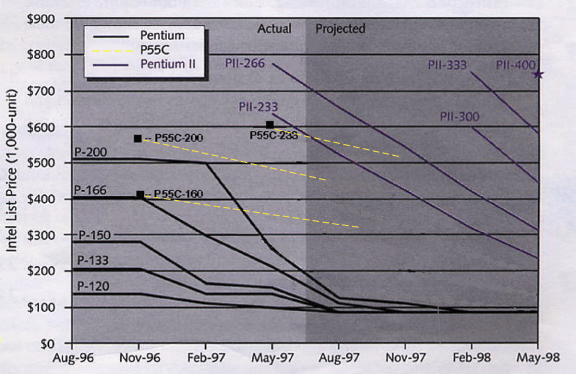 $900
$800
$700
$600
$500
$400
$300
$200
$100
$0
Intel List Price (1,000-unit)
Pentium
P55C
Pentium II
Actual
Projected
PII-266
PII-333
PII-400
PII-233
PII-300
P55C-200
P55C-233
P-200
P-166
P55C-160
P-150
P-133
P-120
Aug-96
Nov-96
Feb-97
May-97
Aug-97
Nov-97
Feb-98
May-98